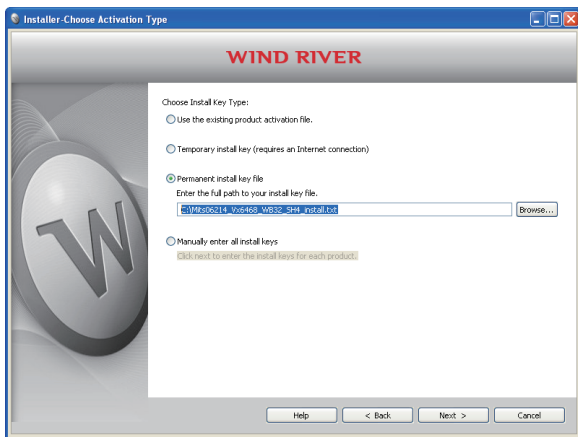 Installer-Choose Activation Type
WIND RIVER
Choose Install Key Type:
Use the existing product activation file.
Temporary install key (requires an Internet connection)
Permanent install key file
Enter the full path to your install key file.
C:\Mits06214_Vx6468_WB32_SH4_install.txt
Browse...
Manually enter all install keys
Click next to enter the install keys for each product.
W
Help
< Back
Next >
Cancel